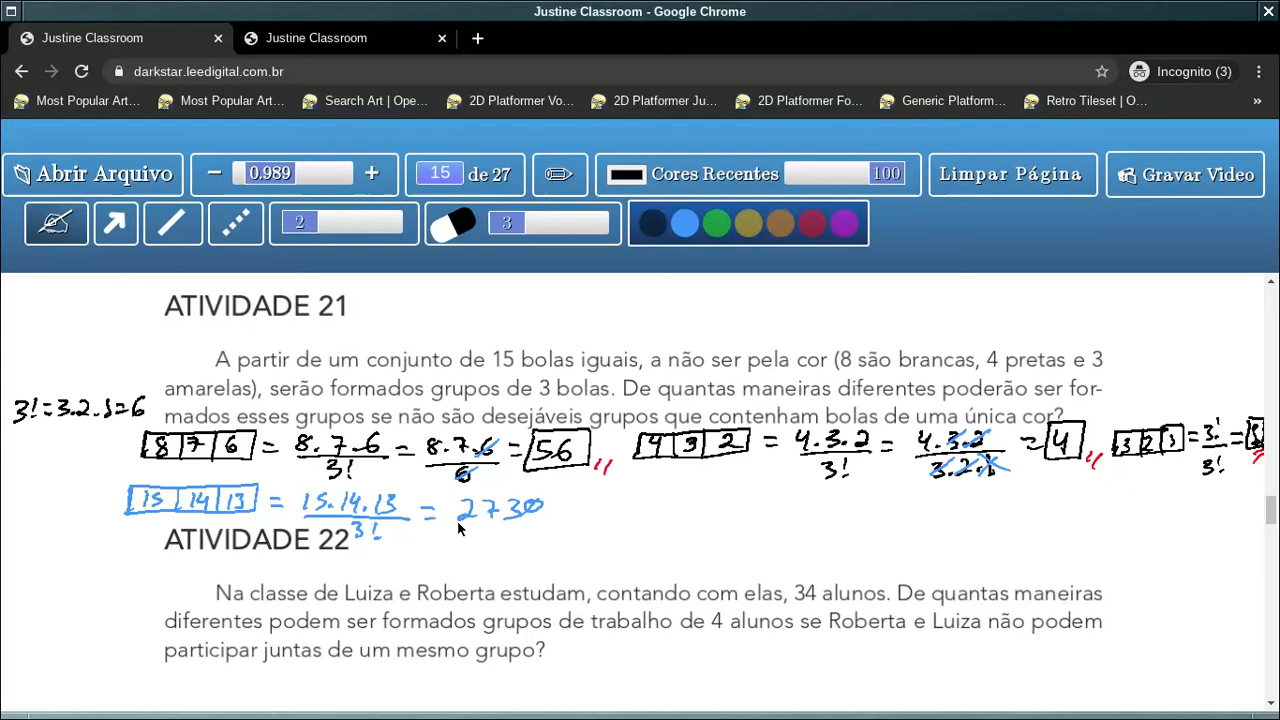 Justine Classroom - Google Chrome
Justine Classroom
Justine Classroom
darkstar.leedigital.com.br
Incognito (3)
Most Popular Art...
Most Popular Art...
Search Art | Ope...
2D Platformer Vo...
2D Platformer Ju...
2D Platformer Fo...
Generic Platform...
Retro Tileset | O...
»
Abrir Arquivo
− 0.989 +
15 de 27
Cores Recentes
100
Limpar Página
Gravar Video
2
3
ATIVIDADE 21
A partir de um conjunto de 15 bolas iguais, a não ser pela cor (8 são brancas, 4 pretas e 3
amarelas), serão formados grupos de 3 bolas. De quantas maneiras diferentes poderão ser for-
3! = 3.2.1 = 6
mados esses grupos se não são desejáveis grupos que contenham bolas de uma única cor?
8 7 6 = 8.7.6/3! = 8.7.6/6 = 56 4 3 2 = 4.3.2/3! = 4.3.2/3.2.1 = 4 3 2 1 = 3!/3! =
15 14 13 = 15.14.13/3! = 2730
ATIVIDADE 22
Na classe de Luiza e Roberta estudam, contando com elas, 34 alunos. De quantas maneiras
diferentes podem ser formados grupos de trabalho de 4 alunos se Roberta e Luiza não podem
participar juntas de um mesmo grupo?